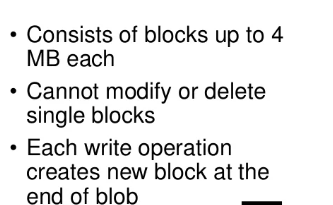 • Consists of blocks up to 4
MB each
• Cannot modify or delete
single blocks
• Each write operation
creates new block at the
end of blob